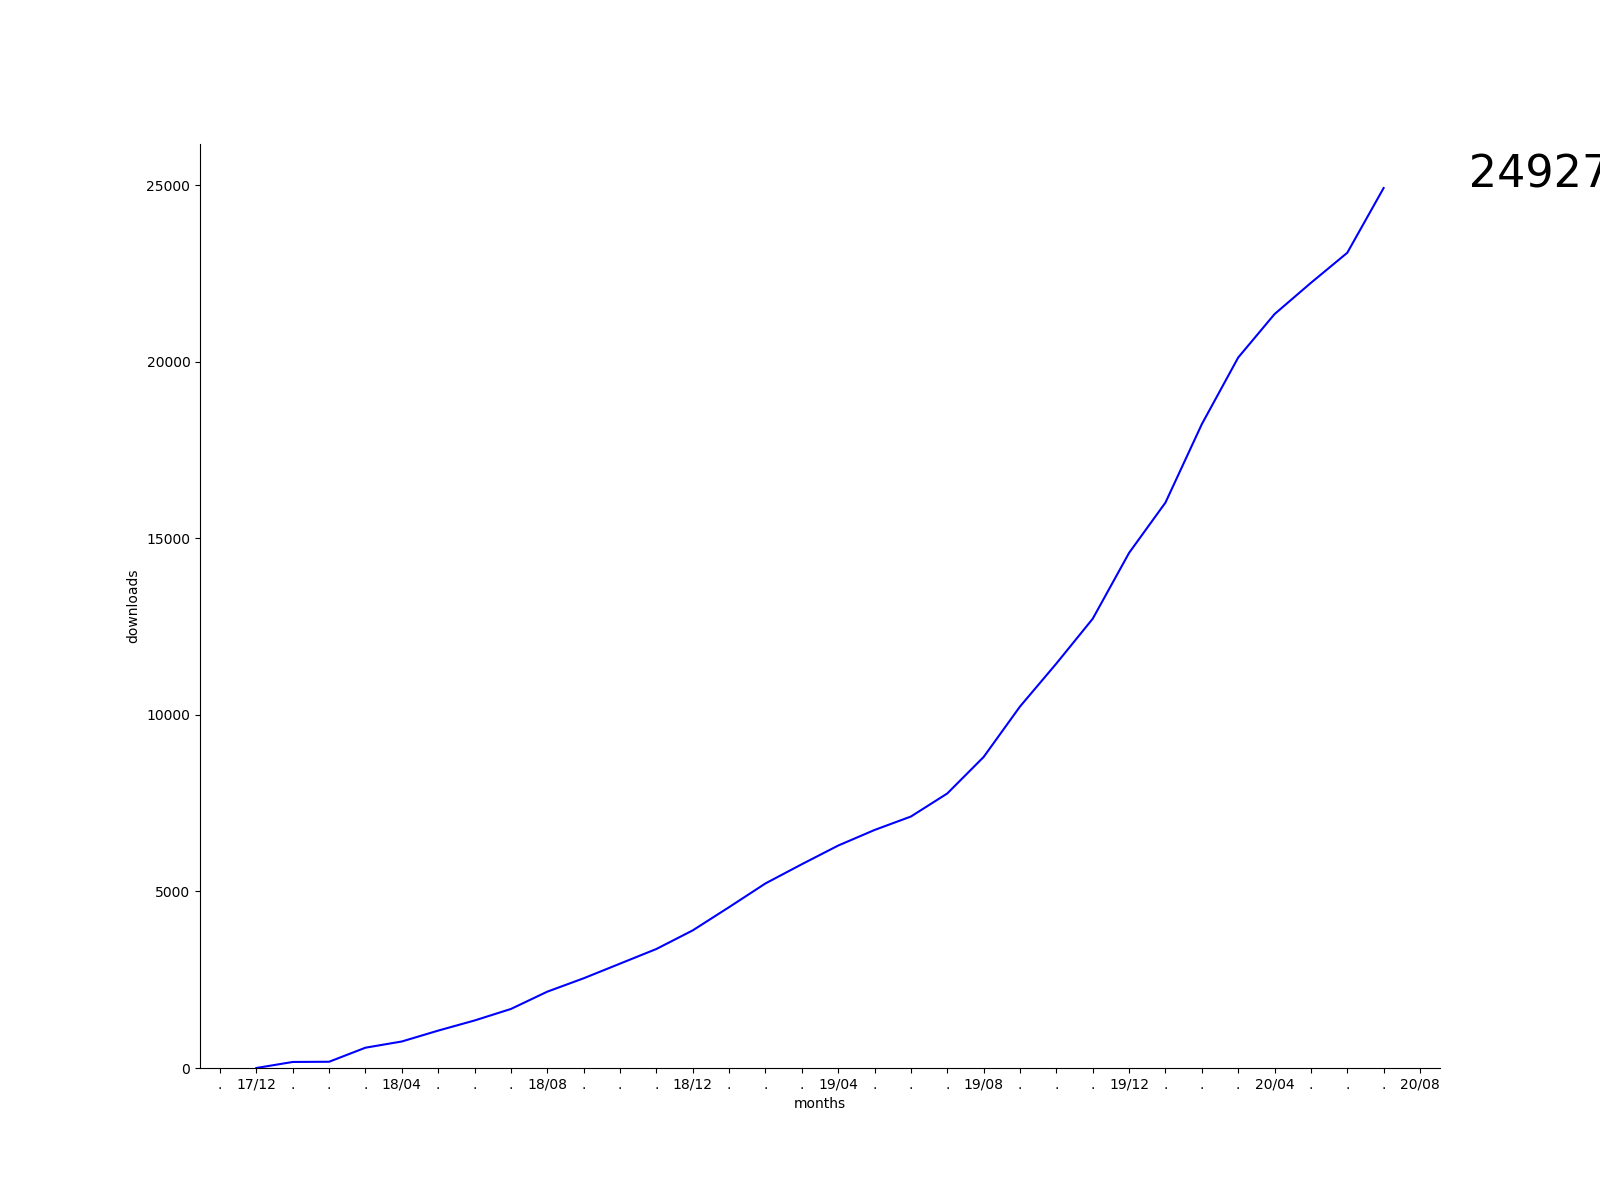 24927
25000
20000
15000
10000
5000
0
downloads
. 17/12 . . . 18/04 . . . 18/08 . . . 18/12 . . . 19/04 . . . 19/08 . . . 19/12 . . . 20/04 . . . 20/08
months